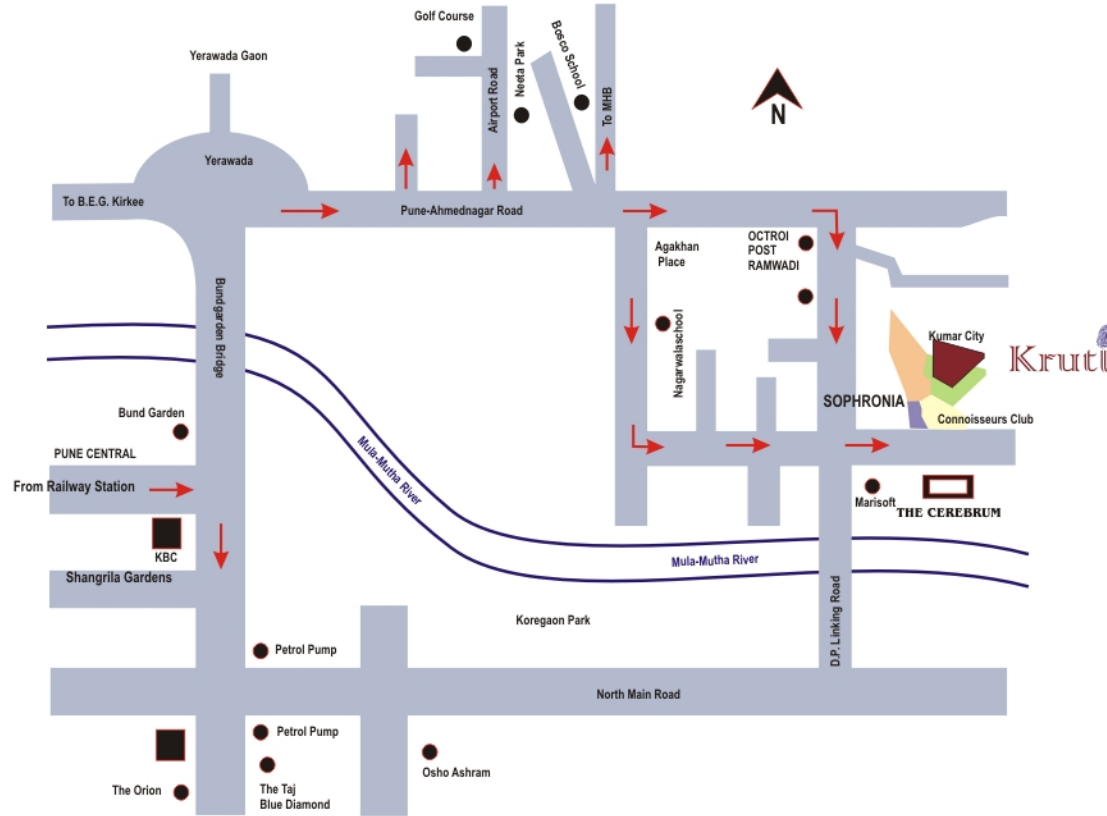 Golf Course
Yerawada Gaon
Airport Road
Neeta Park
Bosco School
To MHB
N
Yerawada
To B.E.G. Kirkee
Pune-Ahmednagar Road
Agakhan
Place
OCTROI
POST
RAMWADI
Bundgarden Bridge
Nagarwalaschool
Kumar City
Kruti
SOPHRONIA
Connoisseurs Club
Bund Garden
PUNE CENTRAL
From Railway Station
Mula-Mutha River
Marisoft
THE CEREBRUM
KBC
Shangrila Gardens
Mula-Mutha River
Koregaon Park
D.P. Linking Road
Petrol Pump
North Main Road
Petrol Pump
Osho Ashram
The Orion
The Taj
Blue Diamond